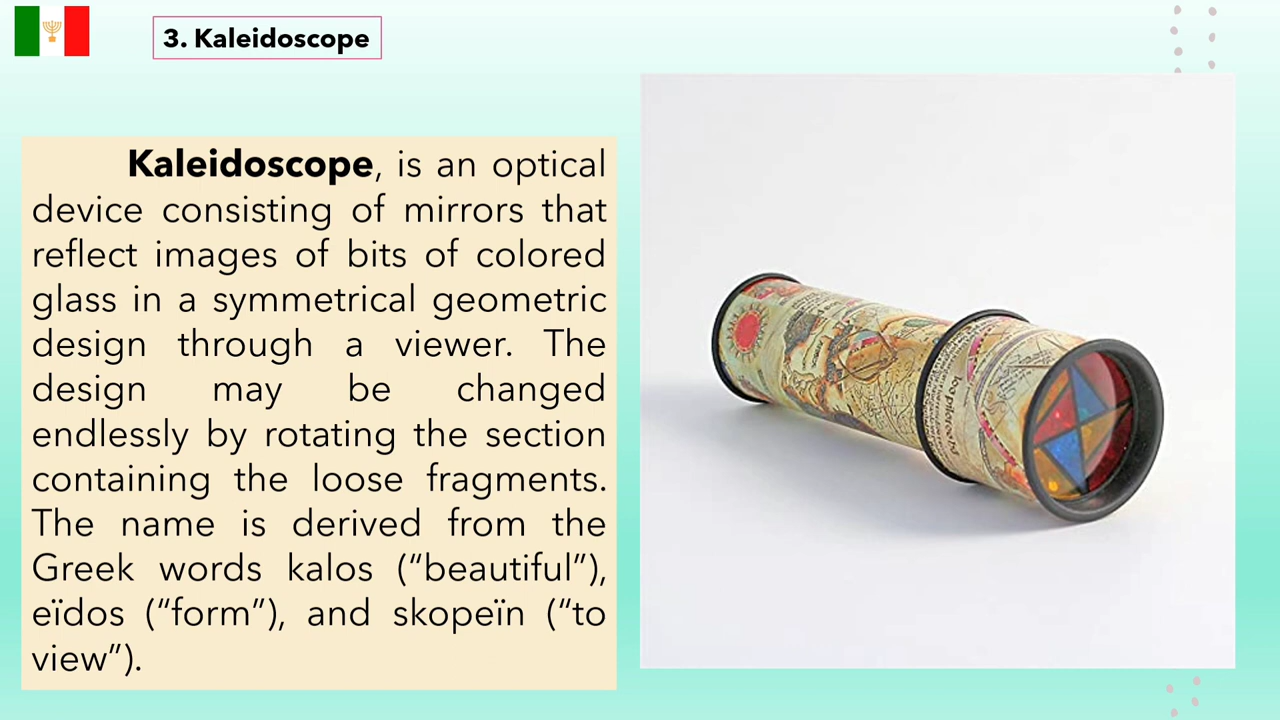 3. Kaleidoscope
Kaleidoscope, is an optical
device consisting of mirrors that
reflect images of bits of colored
glass in a symmetrical geometric
design through a viewer. The
design may be changed
endlessly by rotating the section
containing the loose fragments.
The name is derived from the
Greek words kalos (“beautiful”),
eïdos (“form”), and skopeïn (“to
view”).